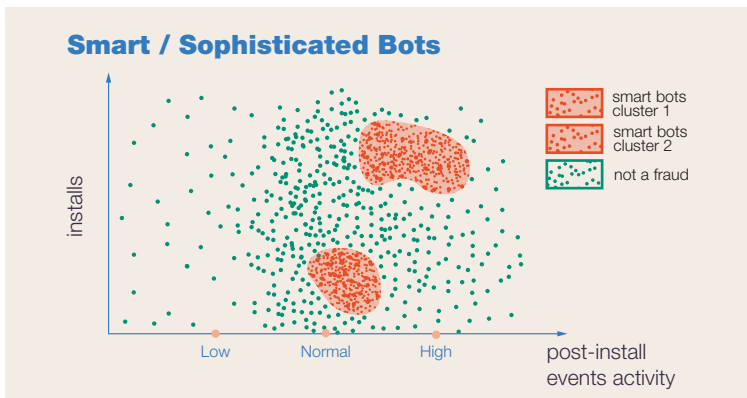 Smart / Sophisticated Bots
smart bots
cluster 1
smart bots
cluster 2
not a fraud
installs
Low
Normal
High
post-install
events activity